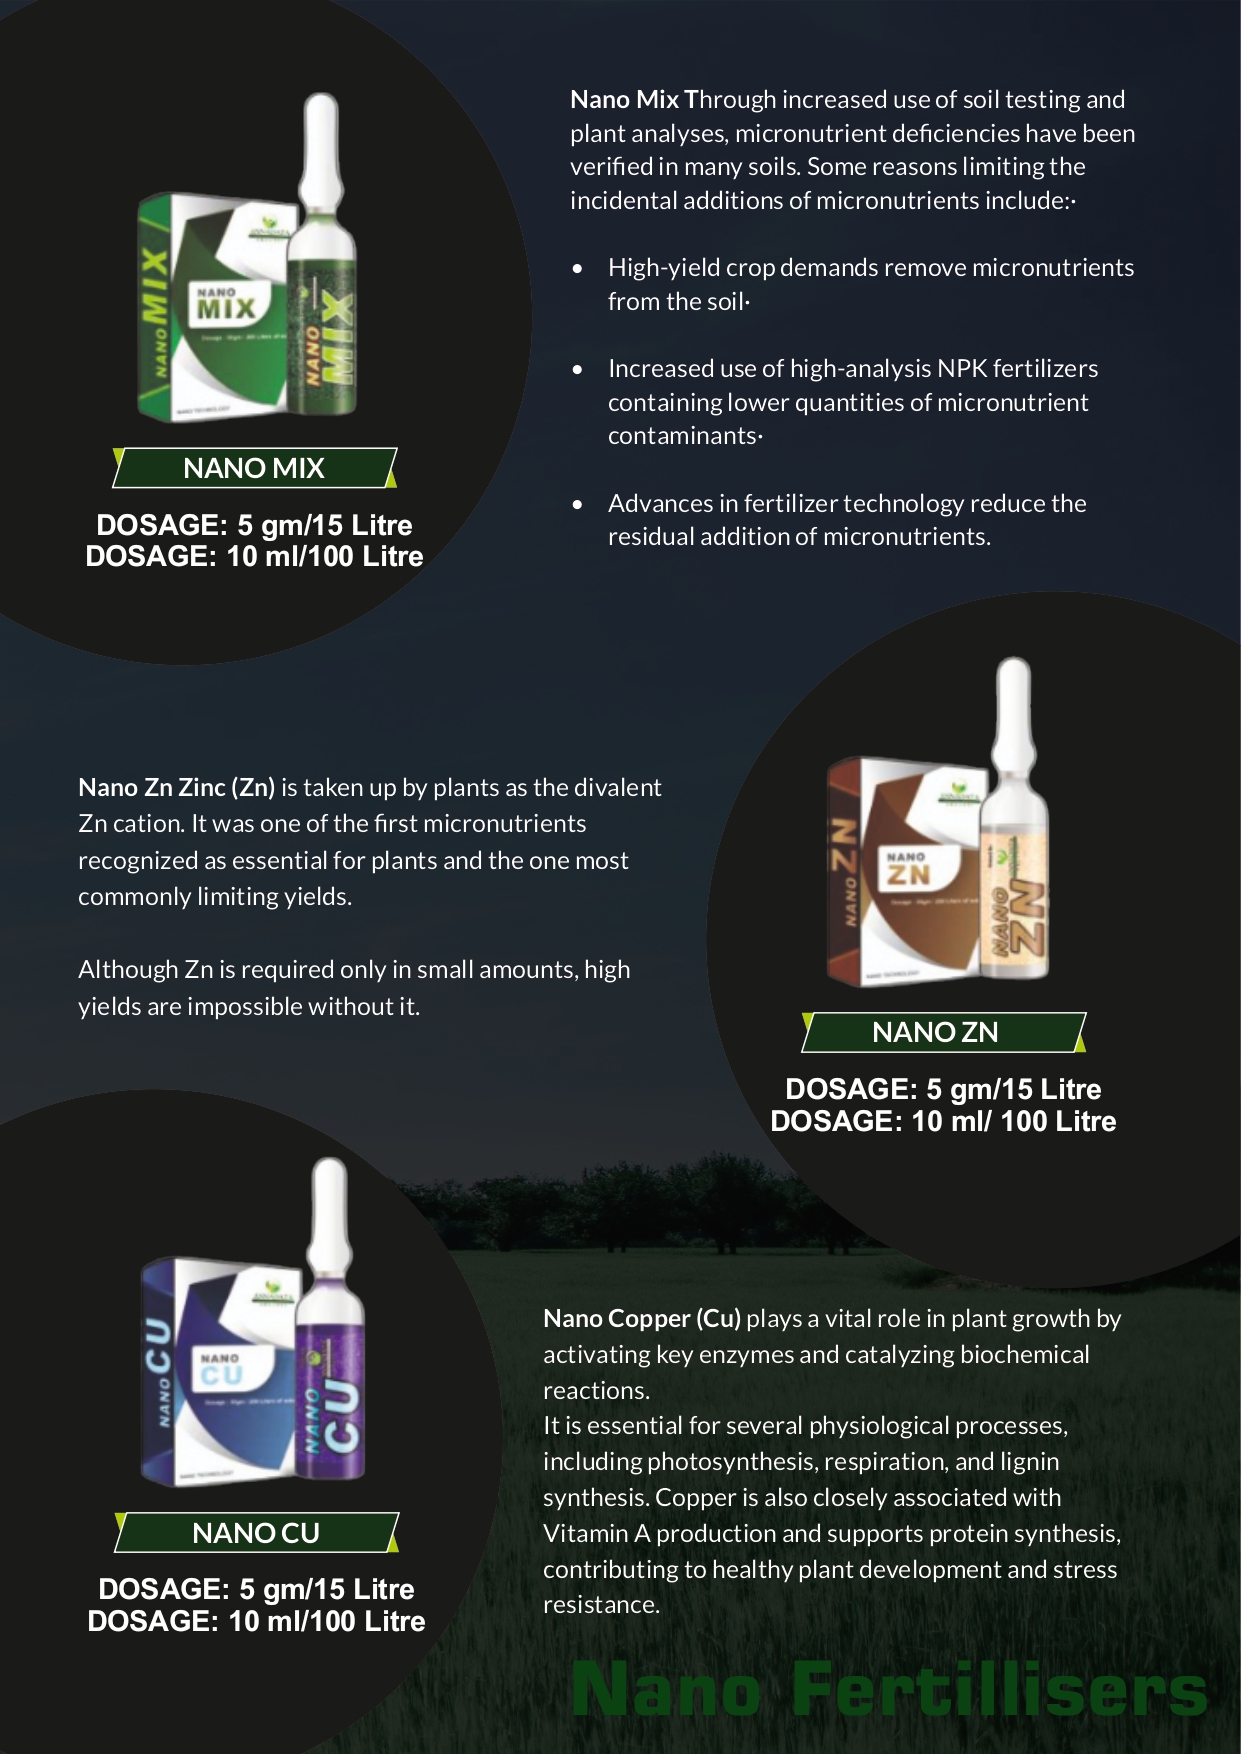 Nano Mix Through increased use of soil testing and
plant analyses, micronutrient deficiencies have been
verified in many soils. Some reasons limiting the
incidental additions of micronutrients include:·
• High-yield crop demands remove micronutrients
from the soil·
• Increased use of high-analysis NPK fertilizers
containing lower quantities of micronutrient
contaminants·
• Advances in fertilizer technology reduce the
residual addition of micronutrients.
NANO MIX
NANO
MIX
NANO MIX
NANO MIX
DOSAGE: 5 gm/15 Litre
DOSAGE: 10 ml/100 Litre
Nano Zn Zinc (Zn) is taken up by plants as the divalent
Zn cation. It was one of the first micronutrients
recognized as essential for plants and the one most
commonly limiting yields.
Although Zn is required only in small amounts, high
yields are impossible without it.
NANO ZN
NANO
ZN
NANO ZN
NANO ZN
DOSAGE: 5 gm/15 Litre
DOSAGE: 10 ml/ 100 Litre
NANO CU
NANO
CU
NANO CU
NANO CU
DOSAGE: 5 gm/15 Litre
DOSAGE: 10 ml/100 Litre
Nano Copper (Cu) plays a vital role in plant growth by
activating key enzymes and catalyzing biochemical
reactions.
It is essential for several physiological processes,
including photosynthesis, respiration, and lignin
synthesis. Copper is also closely associated with
Vitamin A production and supports protein synthesis,
contributing to healthy plant development and stress
resistance.
Nano Fertillisers